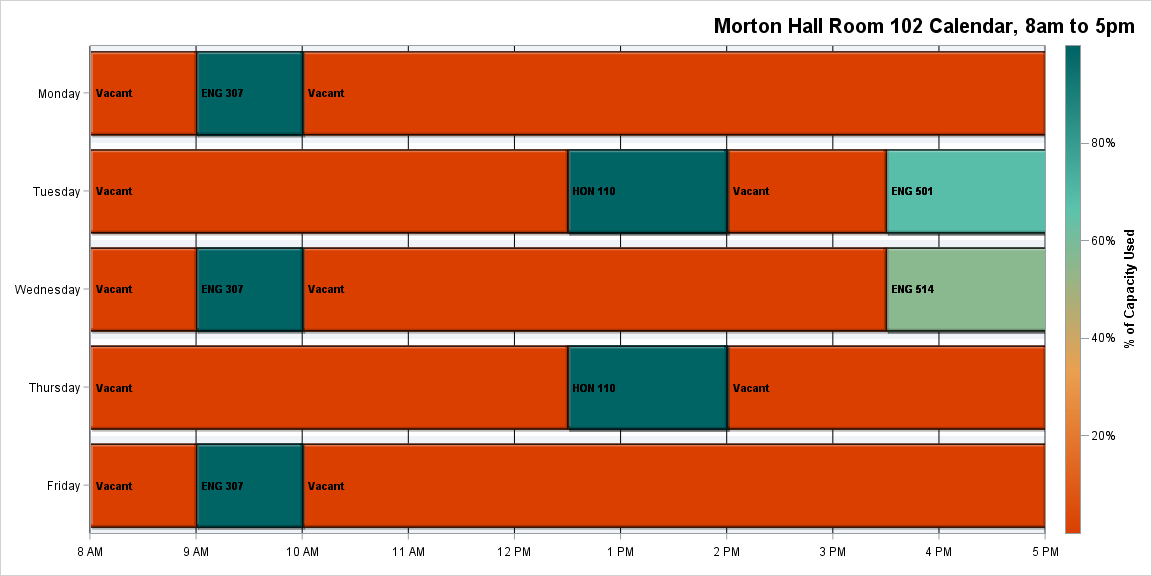 Morton Hall Room 102 Calendar, 8am to 5pm
Monday
Vacant
ENG 307
Vacant
Tuesday
Vacant
HON 110
Vacant
ENG 501
Wednesday
Vacant
ENG 307
Vacant
ENG 514
Thursday
Vacant
HON 110
Vacant
Friday
Vacant
ENG 307
Vacant
8 AM
9 AM
10 AM
11 AM
12 PM
1 PM
2 PM
3 PM
4 PM
5 PM
80%
60%
40%
20%
% of Capacity Used